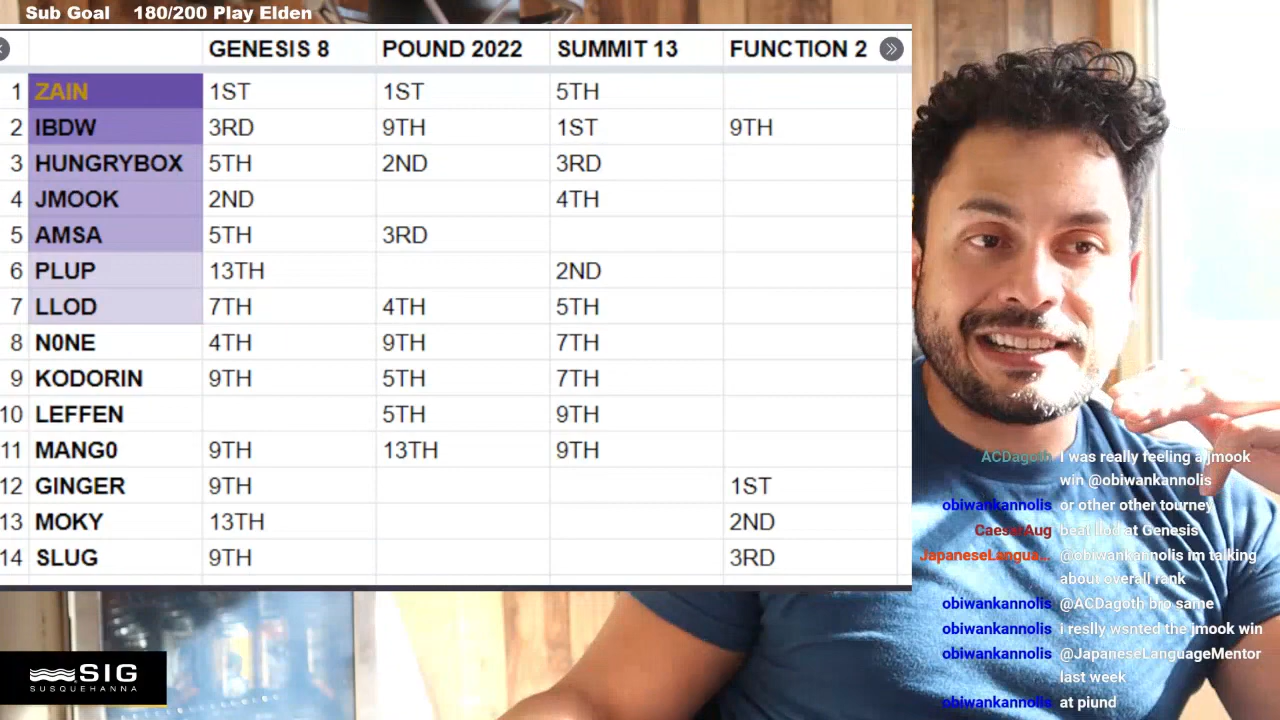 Sub Goal 180/200 Play Elden
GENESIS 8 POUND 2022 SUMMIT 13 FUNCTION 2
1 ZAIN 1ST 1ST 5TH
2 IBDW 3RD 9TH 1ST 9TH
3 HUNGRYBOX 5TH 2ND 3RD
4 JMOOK 2ND 4TH
5 AMSA 5TH 3RD
6 PLUP 13TH 2ND
7 LLOD 7TH 4TH 5TH
8 N0NE 4TH 9TH 7TH
9 KODORIN 9TH 5TH 7TH
10 LEFFEN 5TH 9TH
11 MANG0 9TH 13TH 9TH
12 GINGER 9TH 1ST
13 MOKY 13TH 2ND
14 SLUG 9TH 3RD
ACDagoth I was really feeling a jmook
win @obiwankannolis
obiwankannolis or other other tourney
CaesarAug beat llod at Genesis
JapaneseLangua... @obiwankannolis im talking
about overall rank
obiwankannolis @ACDagoth bro same
obiwankannolis i reslly wsnted the jmook win
obiwankannolis @JapaneseLanguageMentor
last week
obiwankannolis at piund
SIG
SUSQUEHANNA